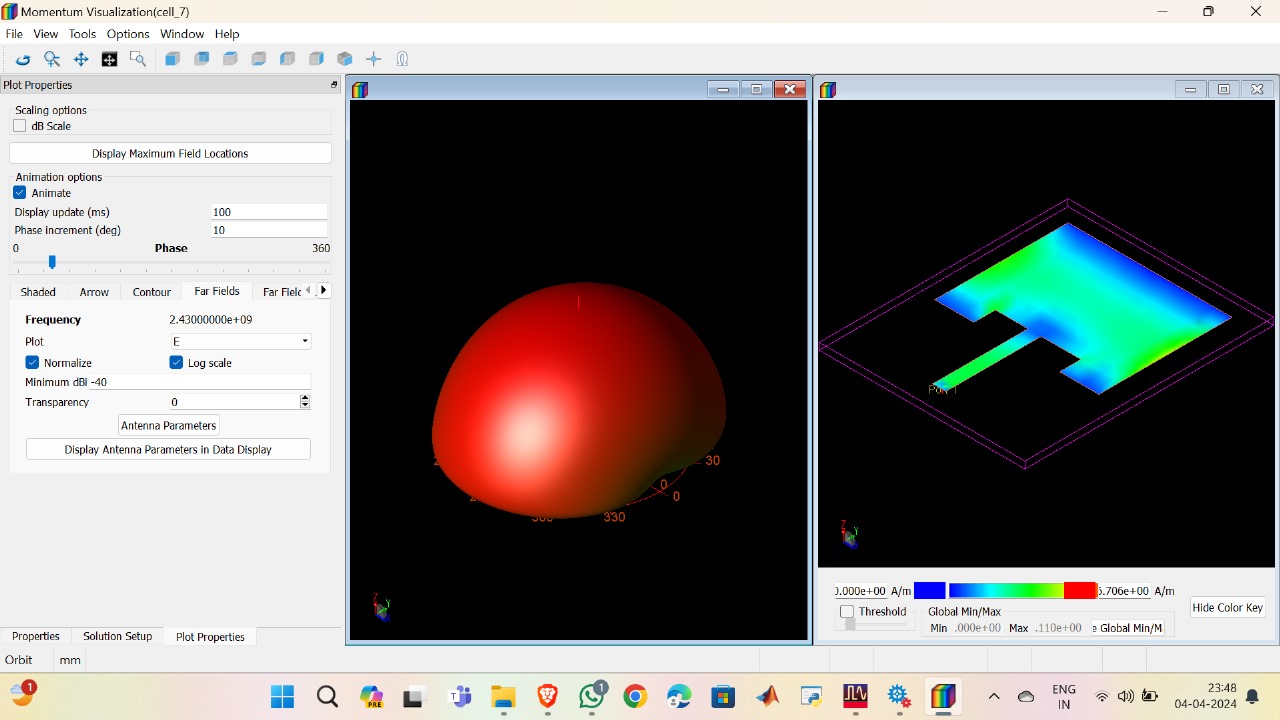 Momentum Visualization(cell_7)
File View Tools Options Window Help
Plot Properties
Scaling options
dB Scale
Display Maximum Field Locations
Animation options
Animate
Display update (ms) 100
Phase increment (deg) 10
0 Phase 360
Shaded Arrow Contour Far Fields Far Field
Frequency 2.43000000e+09
Plot E
Normalize Log scale
Minimum dBi -40
Transparency 0
Antenna Parameters
Display Antenna Parameters in Data Display
Properties Solution Setup Plot Properties
Orbit mm
30
0
0
330
300
Z
Y
Port 1
Z
Y
0.000e+00 A/m 5.706e+00 A/m
Threshold
Global Min/Max
Min .000e+00 Max .110e+00 e Global Min/M
Hide Color Key
1
PRE
T
1
ENG
IN
23:48
04-04-2024